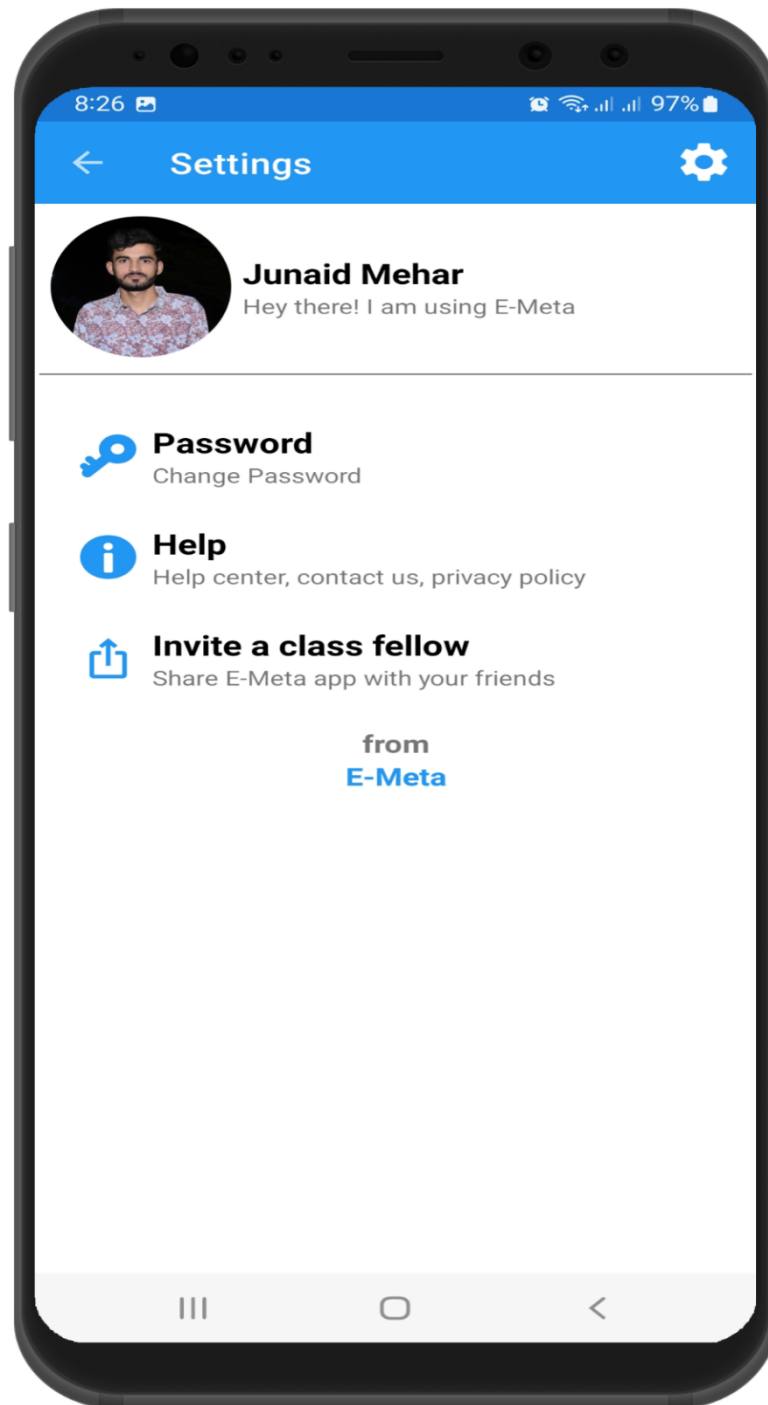 8:26 97%
Settings
Junaid Mehar
Hey there! I am using E-Meta
Password
Change Password
Help
Help center, contact us, privacy policy
Invite a class fellow
Share E-Meta app with your friends
from
E-Meta